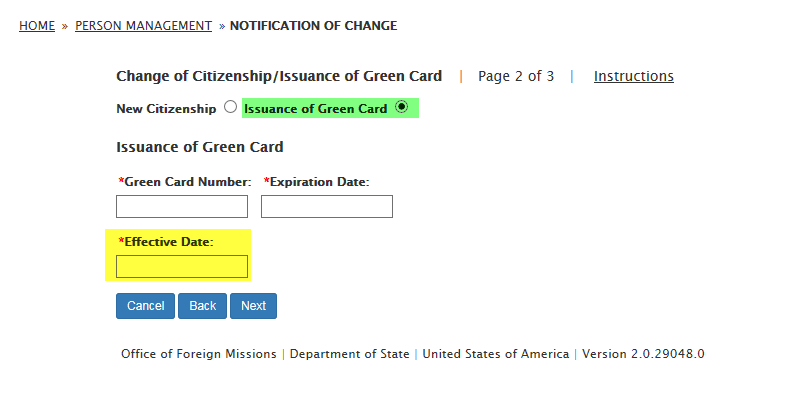 HOME » PERSON MANAGEMENT » NOTIFICATION OF CHANGE
Change of Citizenship/Issuance of Green Card | Page 2 of 3 | Instructions
New Citizenship Issuance of Green Card
Issuance of Green Card
*Green Card Number: *Expiration Date:
*Effective Date:
Cancel Back Next
Office of Foreign Missions | Department of State | United States of America | Version 2.0.29048.0